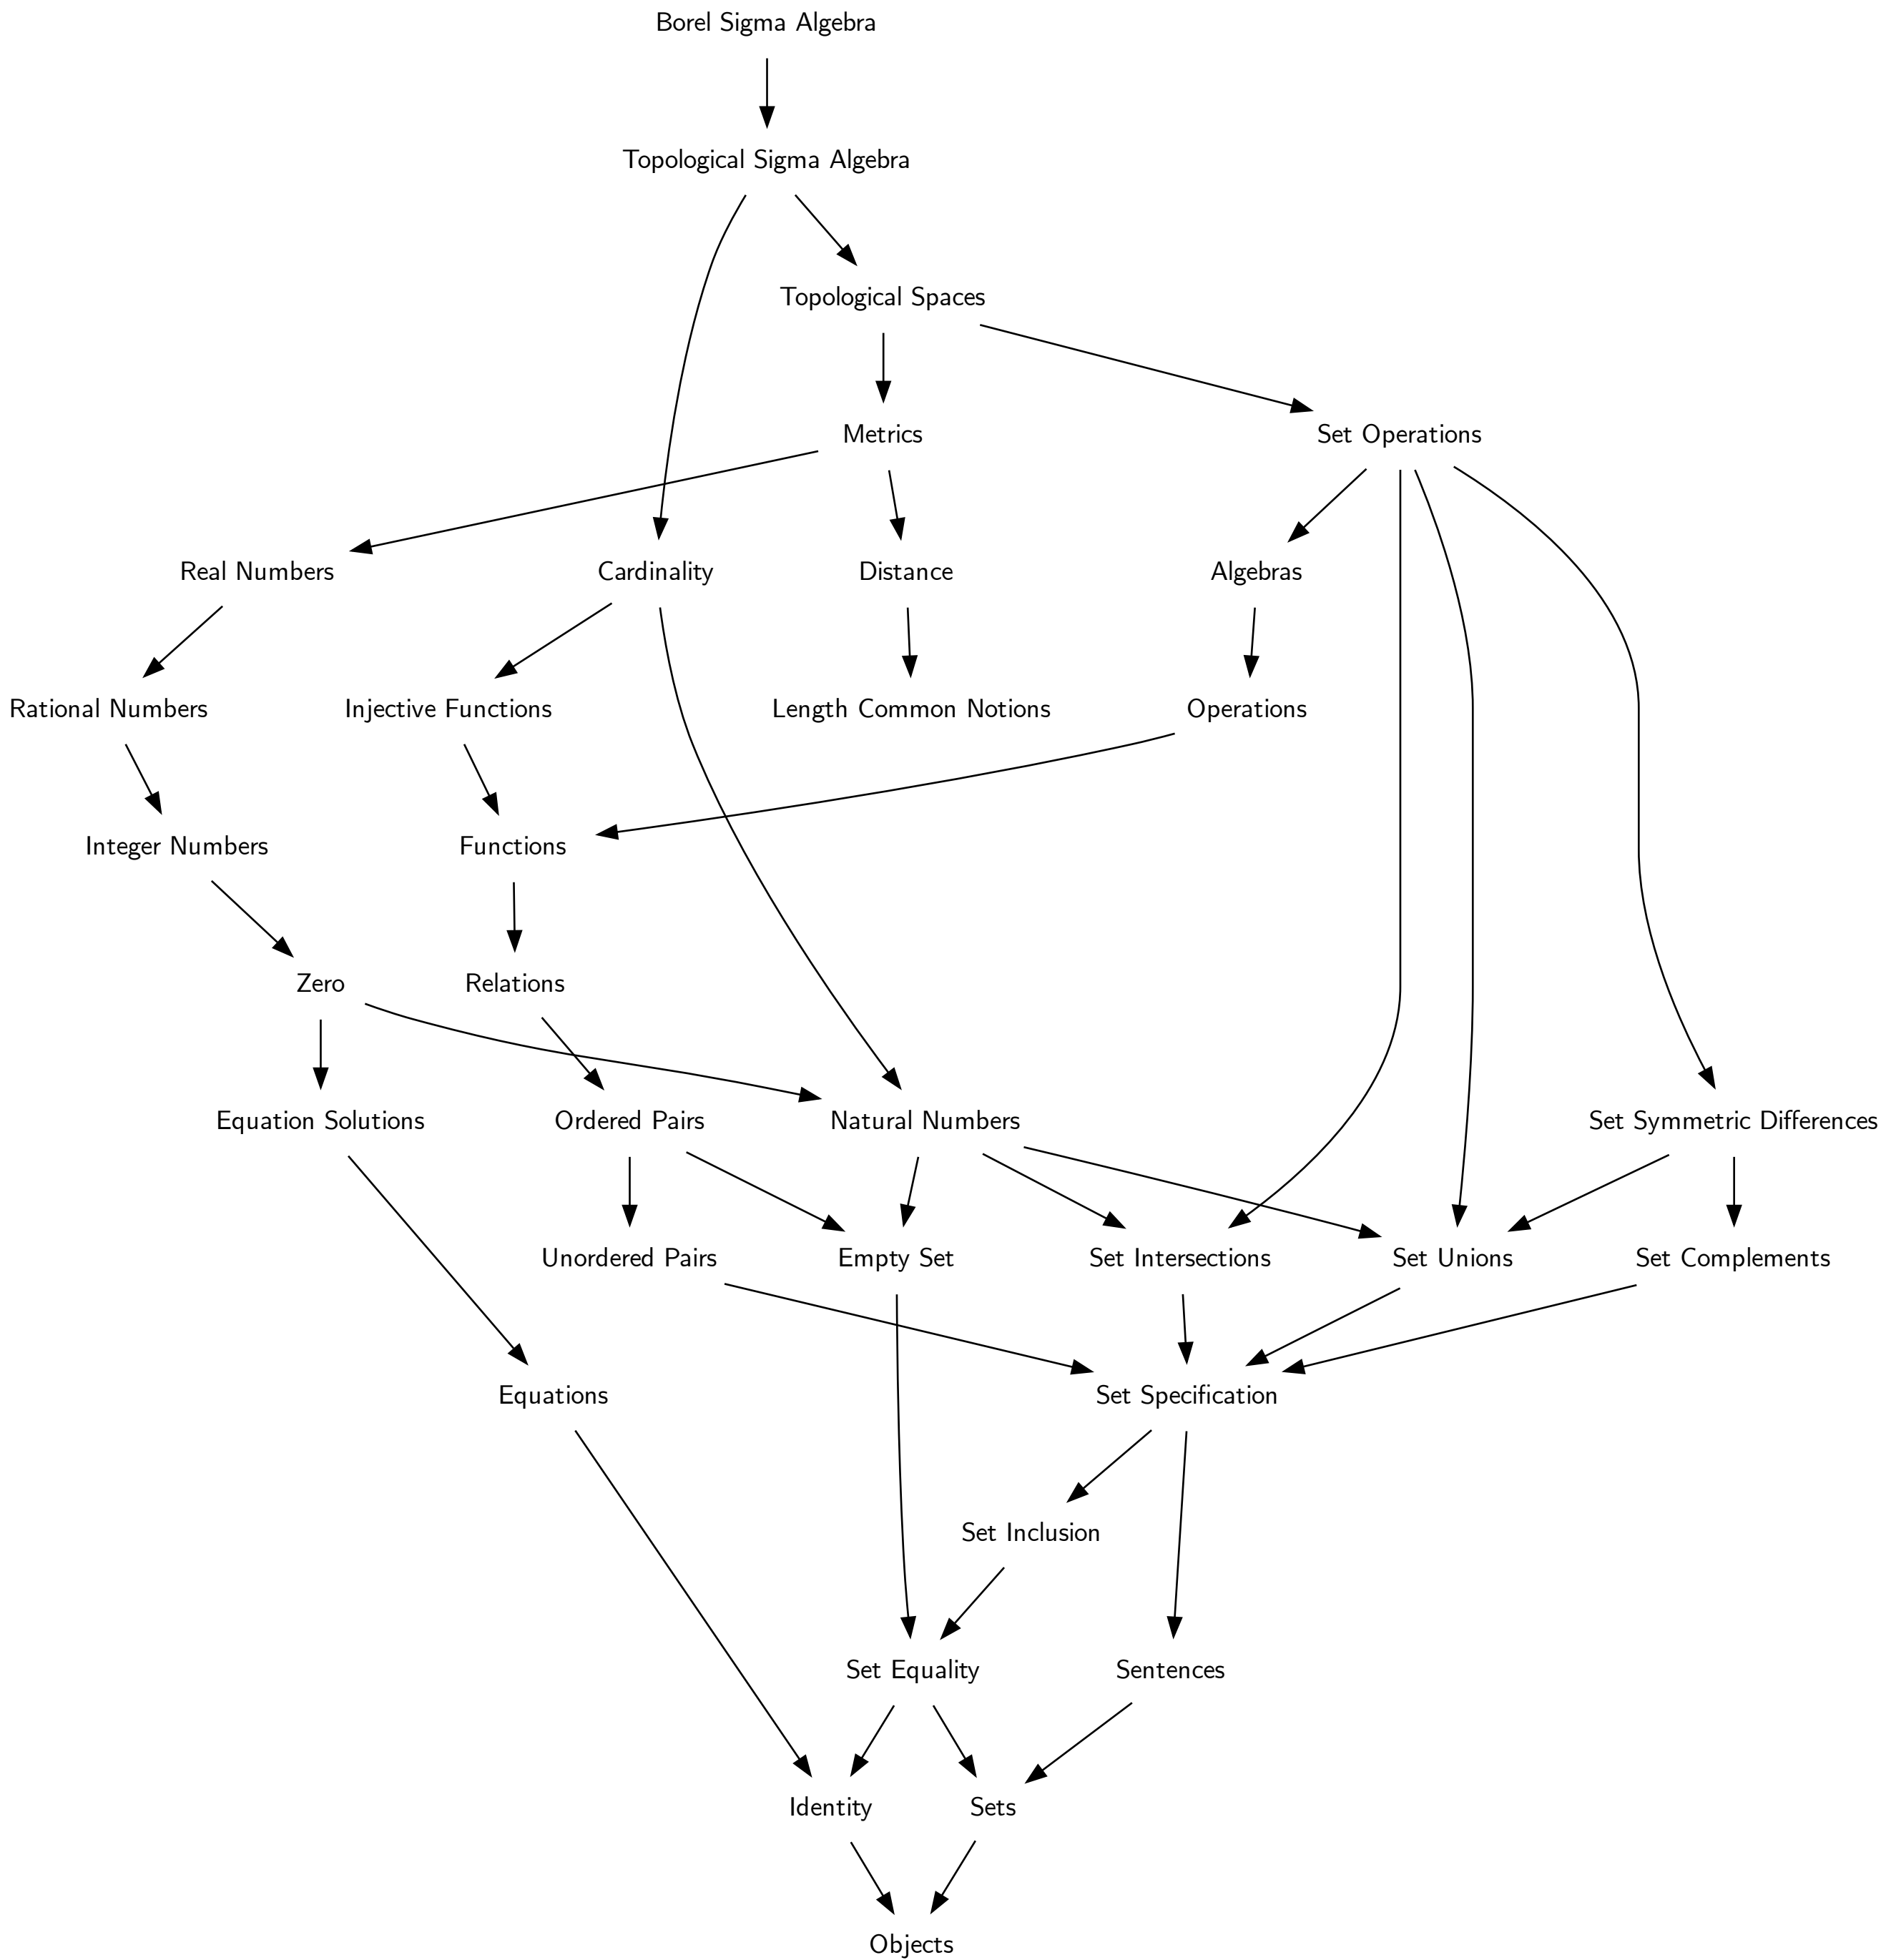 Borel Sigma Algebra
Topological Sigma Algebra
Topological Spaces
Metrics
Set Operations
Real Numbers
Cardinality
Distance
Algebras
Rational Numbers
Injective Functions
Length Common Notions
Operations
Integer Numbers
Functions
Zero
Relations
Equation Solutions
Ordered Pairs
Natural Numbers
Set Symmetric Differences
Unordered Pairs
Empty Set
Set Intersections
Set Unions
Set Complements
Equations
Set Specification
Set Inclusion
Set Equality
Sentences
Identity
Sets
Objects